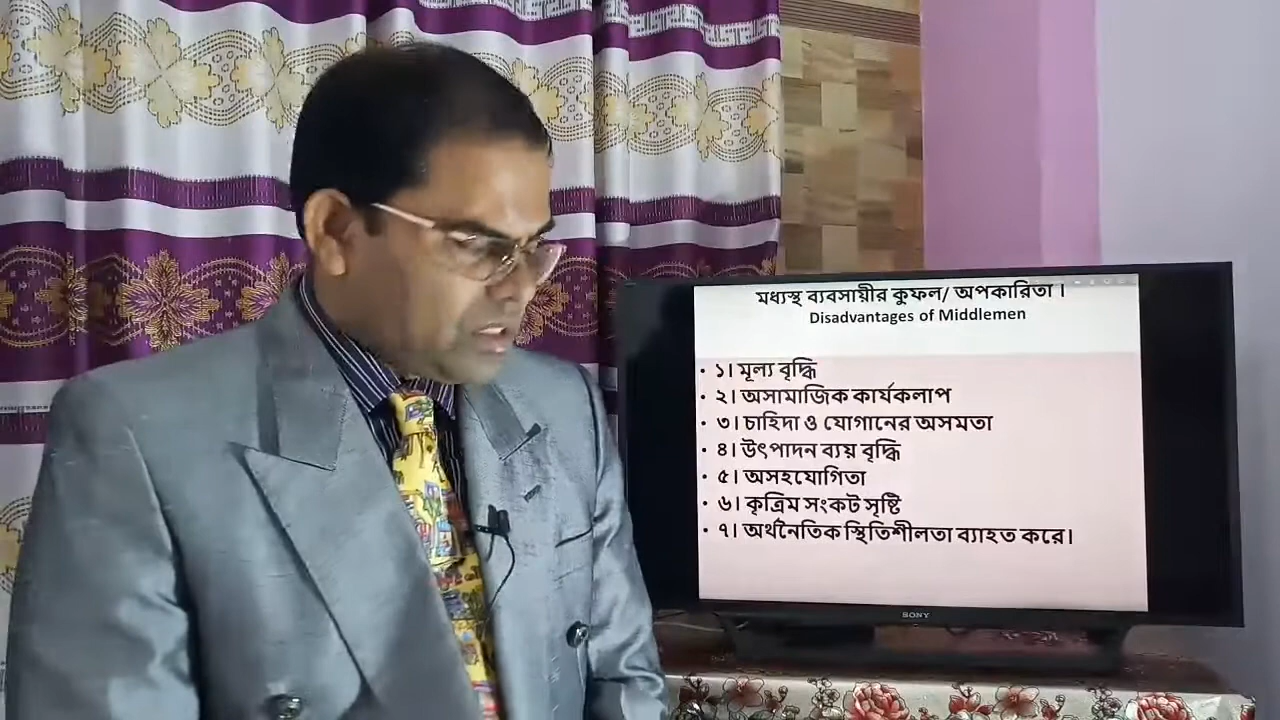 মধ্যস্থ ব্যবসায়ীর কুফল/ অপকারিতা ।
Disadvantages of Middlemen
• ১। মূল্য বৃদ্ধি
• ২। অসামাজিক কার্যকলাপ
• ৩। চাহিদা ও যোগানের অসমতা
• ৪। উৎপাদন ব্যয় বৃদ্ধি
• ৫। অসহযোগিতা
• ৬। কৃত্রিম সংকট সৃষ্টি
• ৭। অর্থনৈতিক স্থিতিশীলতা ব্যাহত করে।
SONY